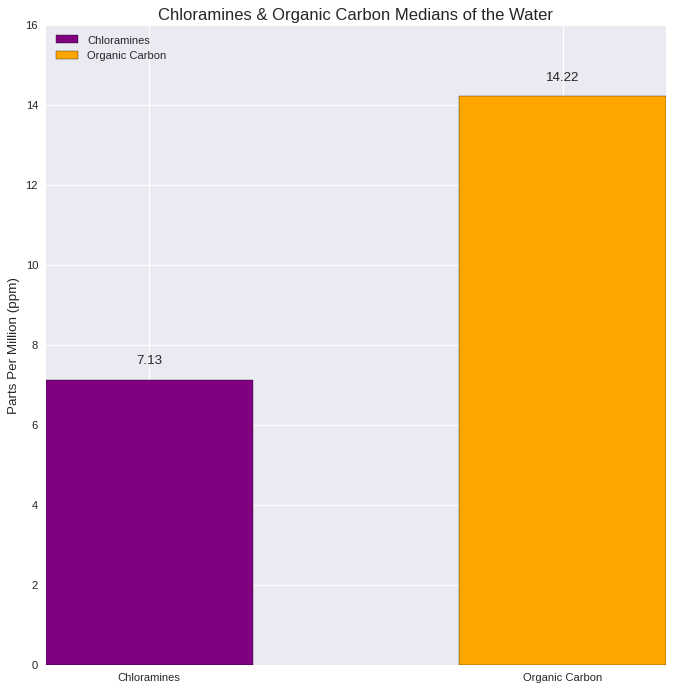 Chloramines & Organic Carbon Medians of the Water
Chloramines
Organic Carbon
16
14
12
10
8
6
4
2
0
Parts Per Million (ppm)
7.13
14.22
Chloramines
Organic Carbon